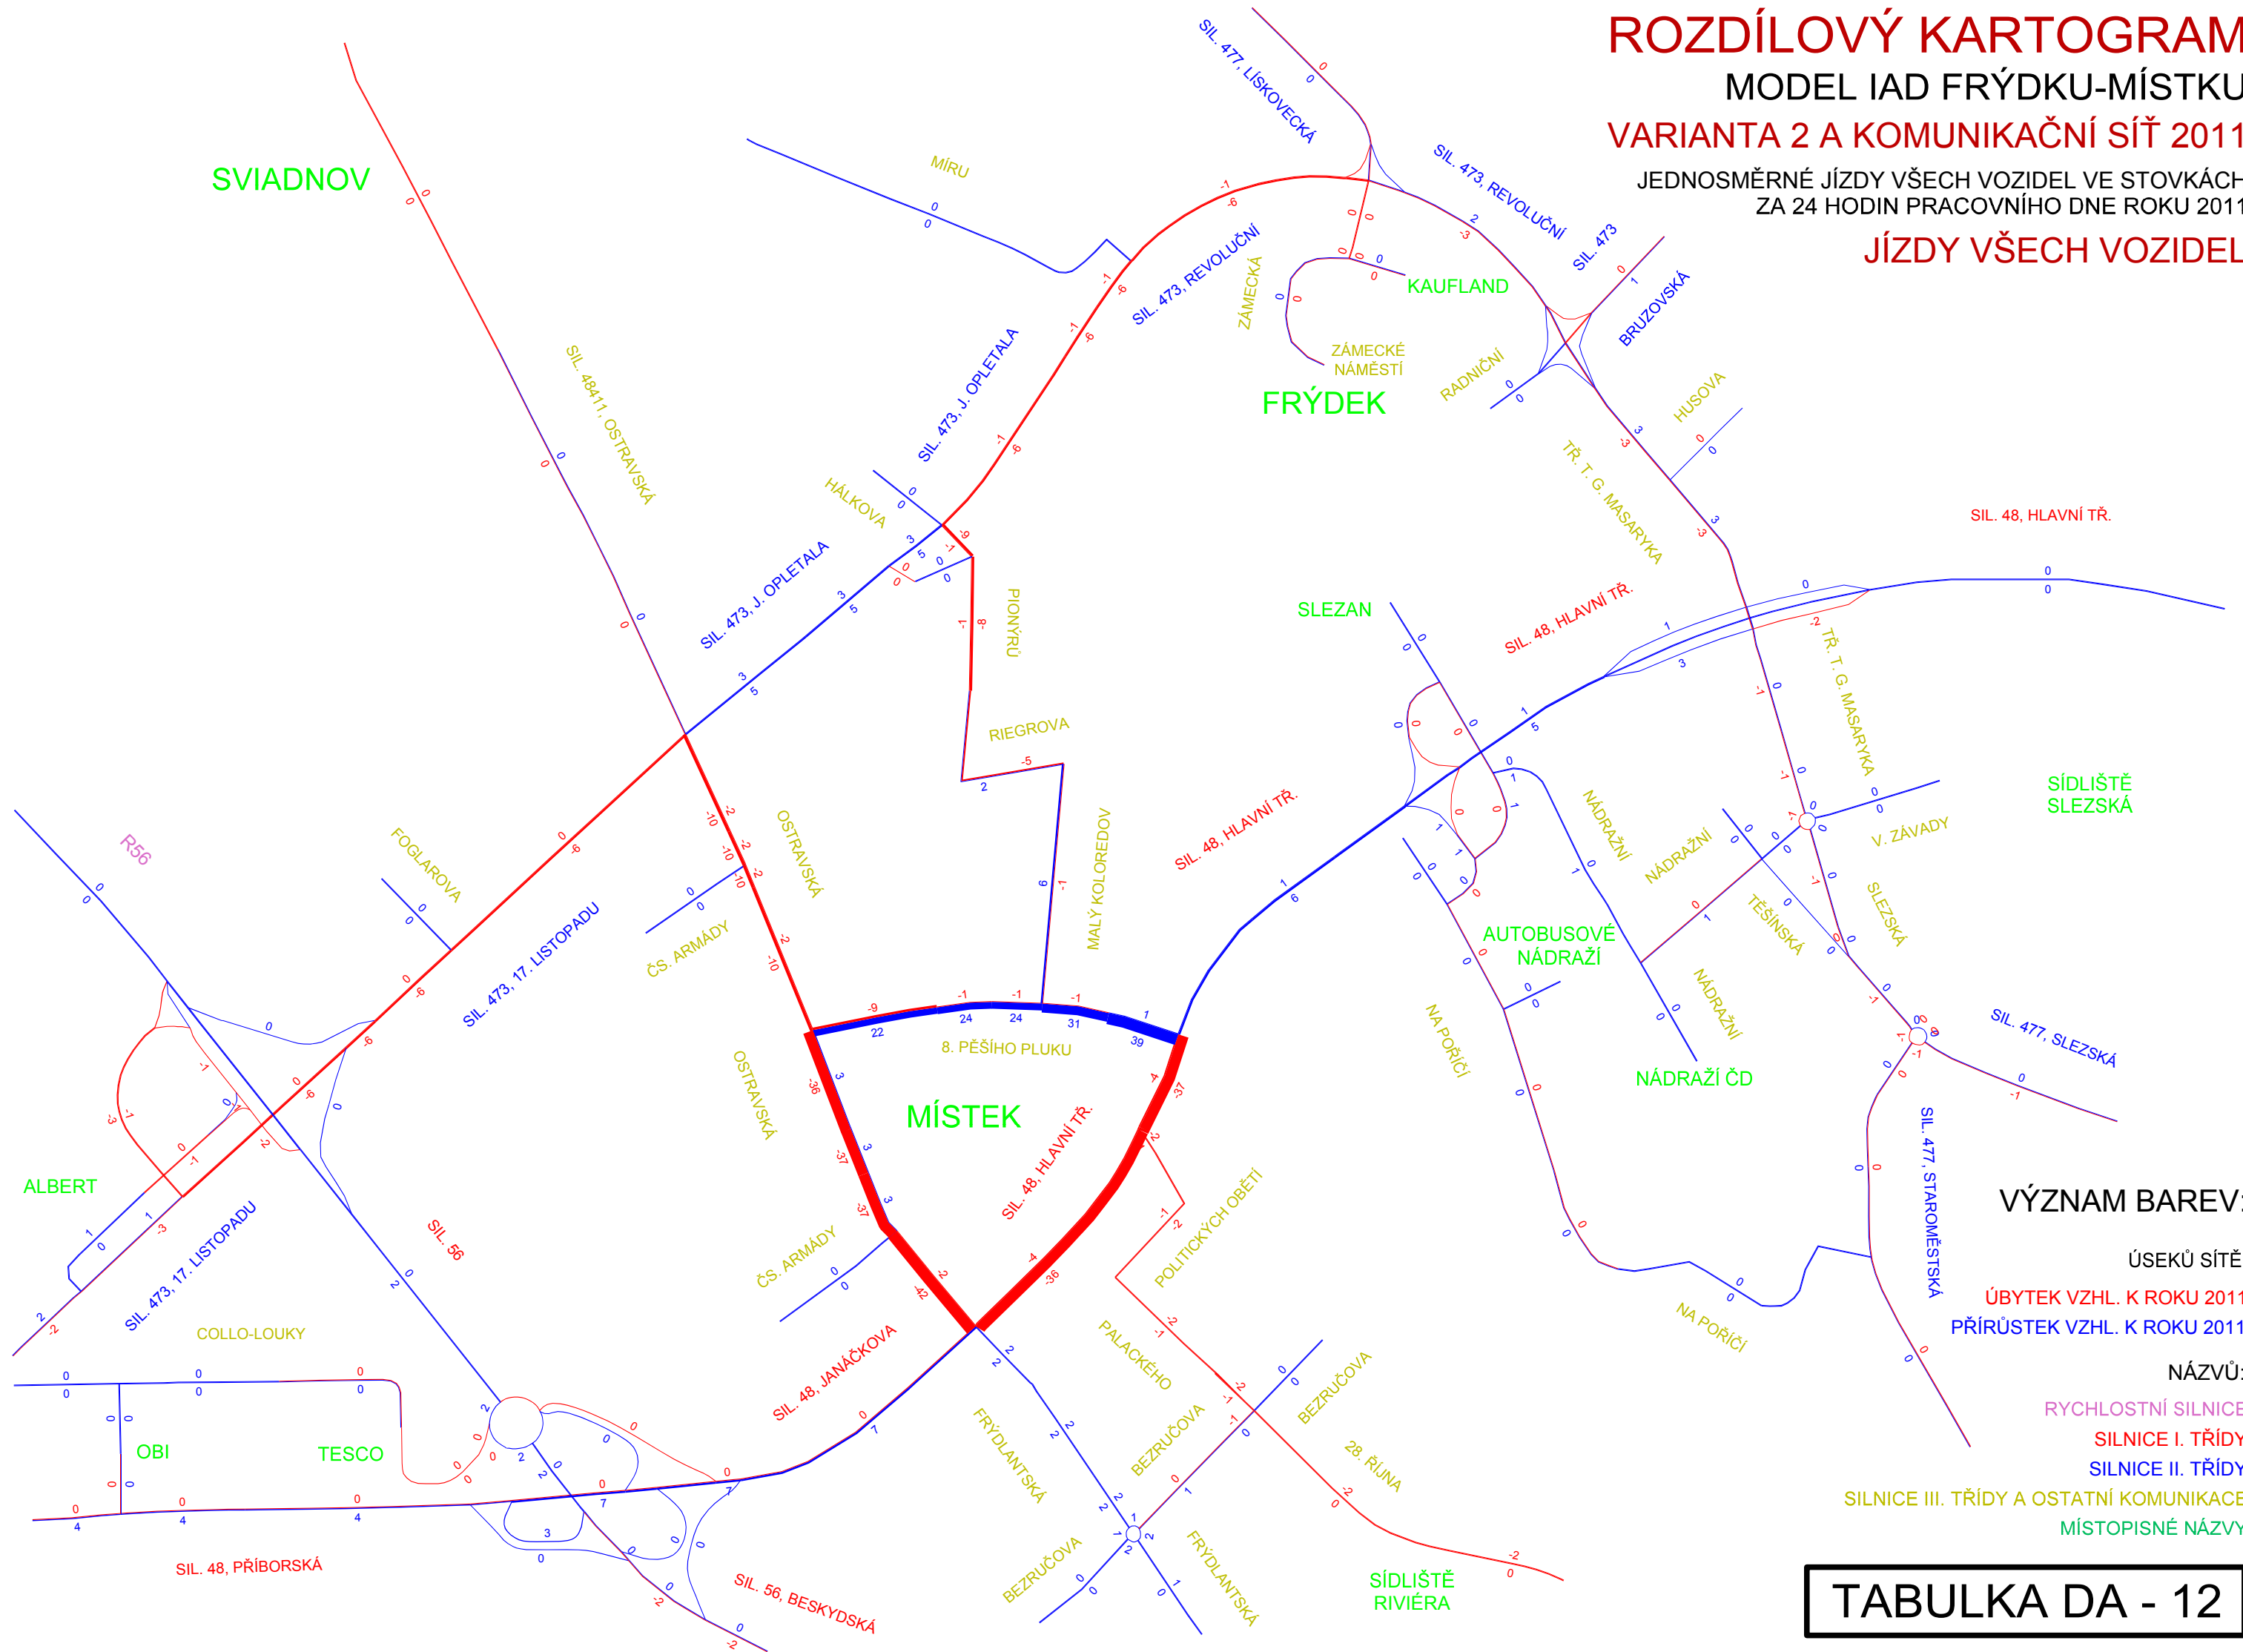 ROZDÍLOVÝ KARTOGRAM
MODEL IAD FRÝDKU-MÍSTKU
VARIANTA 2 A KOMUNIKAČNÍ SÍŤ 2011
JEDNOSMĚRNÉ JÍZDY VŠECH VOZIDEL VE STOVKÁCH
ZA 24 HODIN PRACOVNÍHO DNE ROKU 2011
JÍZDY VŠECH VOZIDEL
SIL. 477, LÍSKOVECKÁ
SIL. 473, REVOLUČNÍ
SIL. 473
BRUZOVSKÁ
MÍRU
SVIADNOV
SIL. 473, REVOLUČNÍ
ZÁMECKÁ
KAUFLAND
ZÁMECKÉ
NÁMĚSTÍ
RADNIČNÍ
HUSOVA
FRÝDEK
SIL. 48411, OSTRAVSKÁ
SIL. 473, J. OPLETALA
HÁLKOVA
TŘ. T. G. MASARYKA
SIL. 48, HLAVNÍ TŘ.
SIL. 473, J. OPLETALA
PIONÝRŮ
SLEZAN
SIL. 48, HLAVNÍ TŘ.
TŘ. T. G. MASARYKA
RIEGROVA
SÍDLIŠTĚ
SLEZSKÁ
R56
FOGLAROVA
OSTRAVSKÁ
MALÝ KOLOREDOV
SIL. 48, HLAVNÍ TŘ.
NÁDRAŽNÍ
NÁDRAŽNÍ
V. ZÁVADY
SIL. 473, 17. LISTOPADU
ČS. ARMÁDY
AUTOBUSOVÉ
NÁDRAŽÍ
TĚŠÍNSKÁ
SLEZSKÁ
NÁDRAŽNÍ
NA POŘÍČÍ
8. PĚŠÍHO PLUKU
OSTRAVSKÁ
NÁDRAŽÍ ČD
SIL. 477, SLEZSKÁ
MÍSTEK
SIL. 48, HLAVNÍ TŘ.
SIL. 477, STAROMĚSTSKÁ
ALBERT
SIL. 473, 17. LISTOPADU
SIL. 56
ČS. ARMÁDY
POLITICKÝCH OBĚTÍ
VÝZNAM BAREV:
ÚSEKŮ SÍTĚ
ÚBYTEK VZHL. K ROKU 2011
PŘÍRŮSTEK VZHL. K ROKU 2011
NÁZVŮ:
RYCHLOSTNÍ SILNICE
SILNICE I. TŘÍDY
SILNICE II. TŘÍDY
SILNICE III. TŘÍDY A OSTATNÍ KOMUNIKACE
MÍSTOPISNÉ NÁZVY
COLLO-LOUKY
SIL. 48, JANÁČKOVA
PALACKÉHO
NA POŘÍČÍ
BEZRUČOVA
BEZRUČOVA
OBI
TESCO
FRÝDLANTSKÁ
28. ŘÍJNA
SIL. 48, PŘÍBORSKÁ
SIL. 56, BESKYDSKÁ
BEZRUČOVA
FRÝDLANTSKÁ
SÍDLIŠTĚ
RIVIÉRA
TABULKA DA - 12